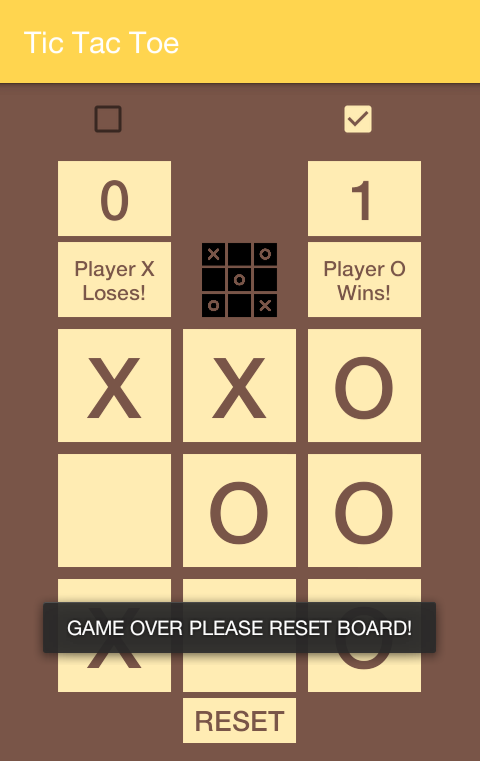 Tic Tac Toe
0 1
Player X
Loses!
Player O
Wins!
X O
O
O X
X X O
O O
X O
GAME OVER PLEASE RESET BOARD!
RESET